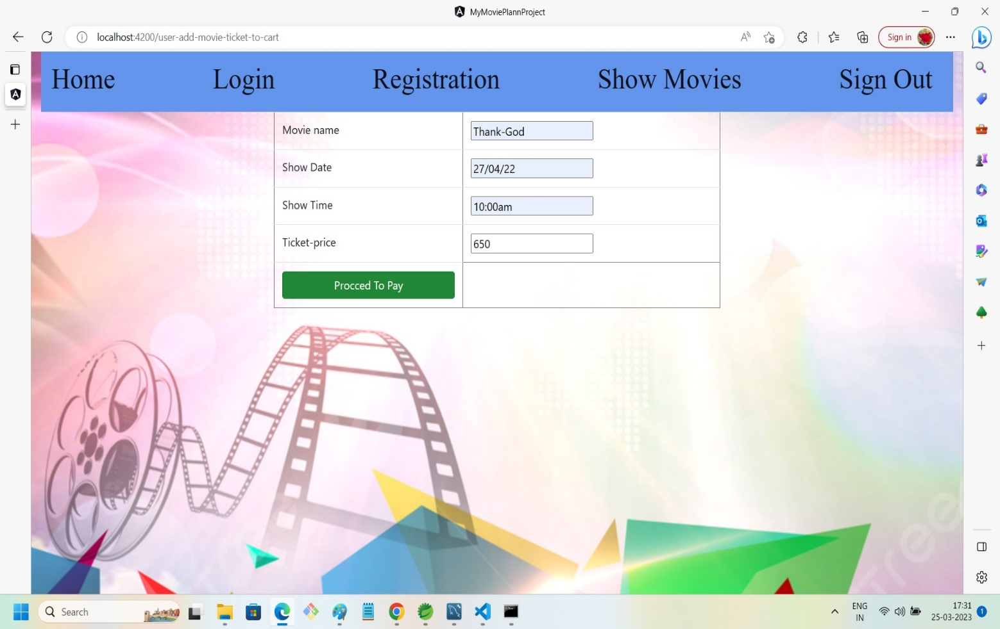 MyMoviePlannProject
localhost:4200/user-add-movie-ticket-to-cart
Sign in
Home Login Registration Show Movies Sign Out
Movie name Thank-God
Show Date 27/04/22
Show Time 10:00am
Ticket-price 650
Procced To Pay
Search
ENG
IN
17:31
25-03-2023
1